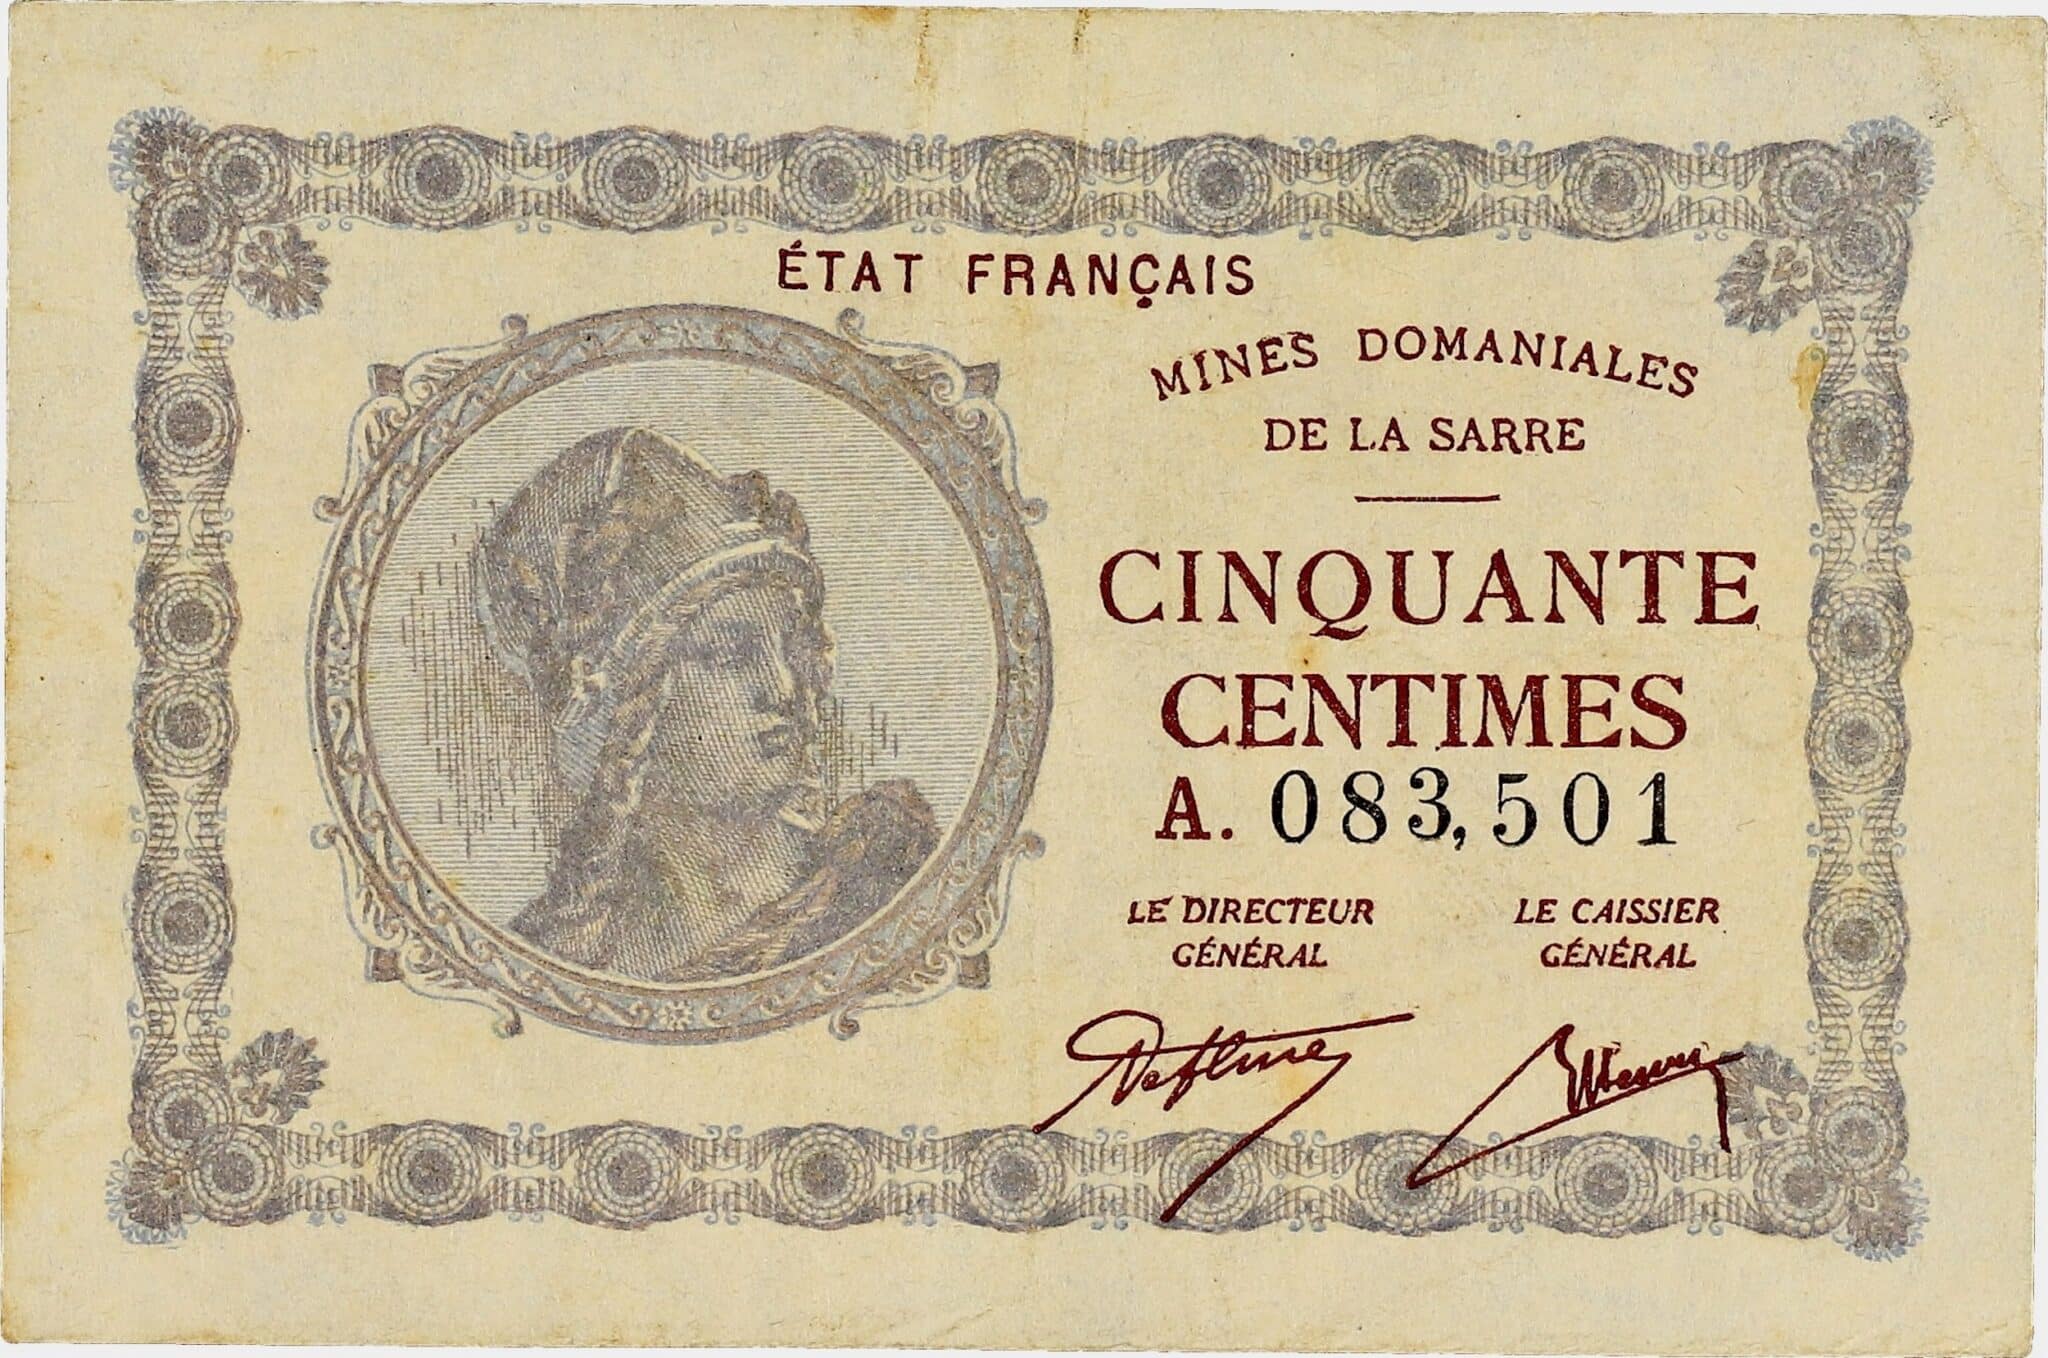 ÉTAT FRANÇAIS
MINES DOMANIALES
DE LA SARRE
CINQUANTE
CENTIMES
A. 083,501
LE DIRECTEUR
GÉNÉRAL
LE CAISSIER
GÉNÉRAL